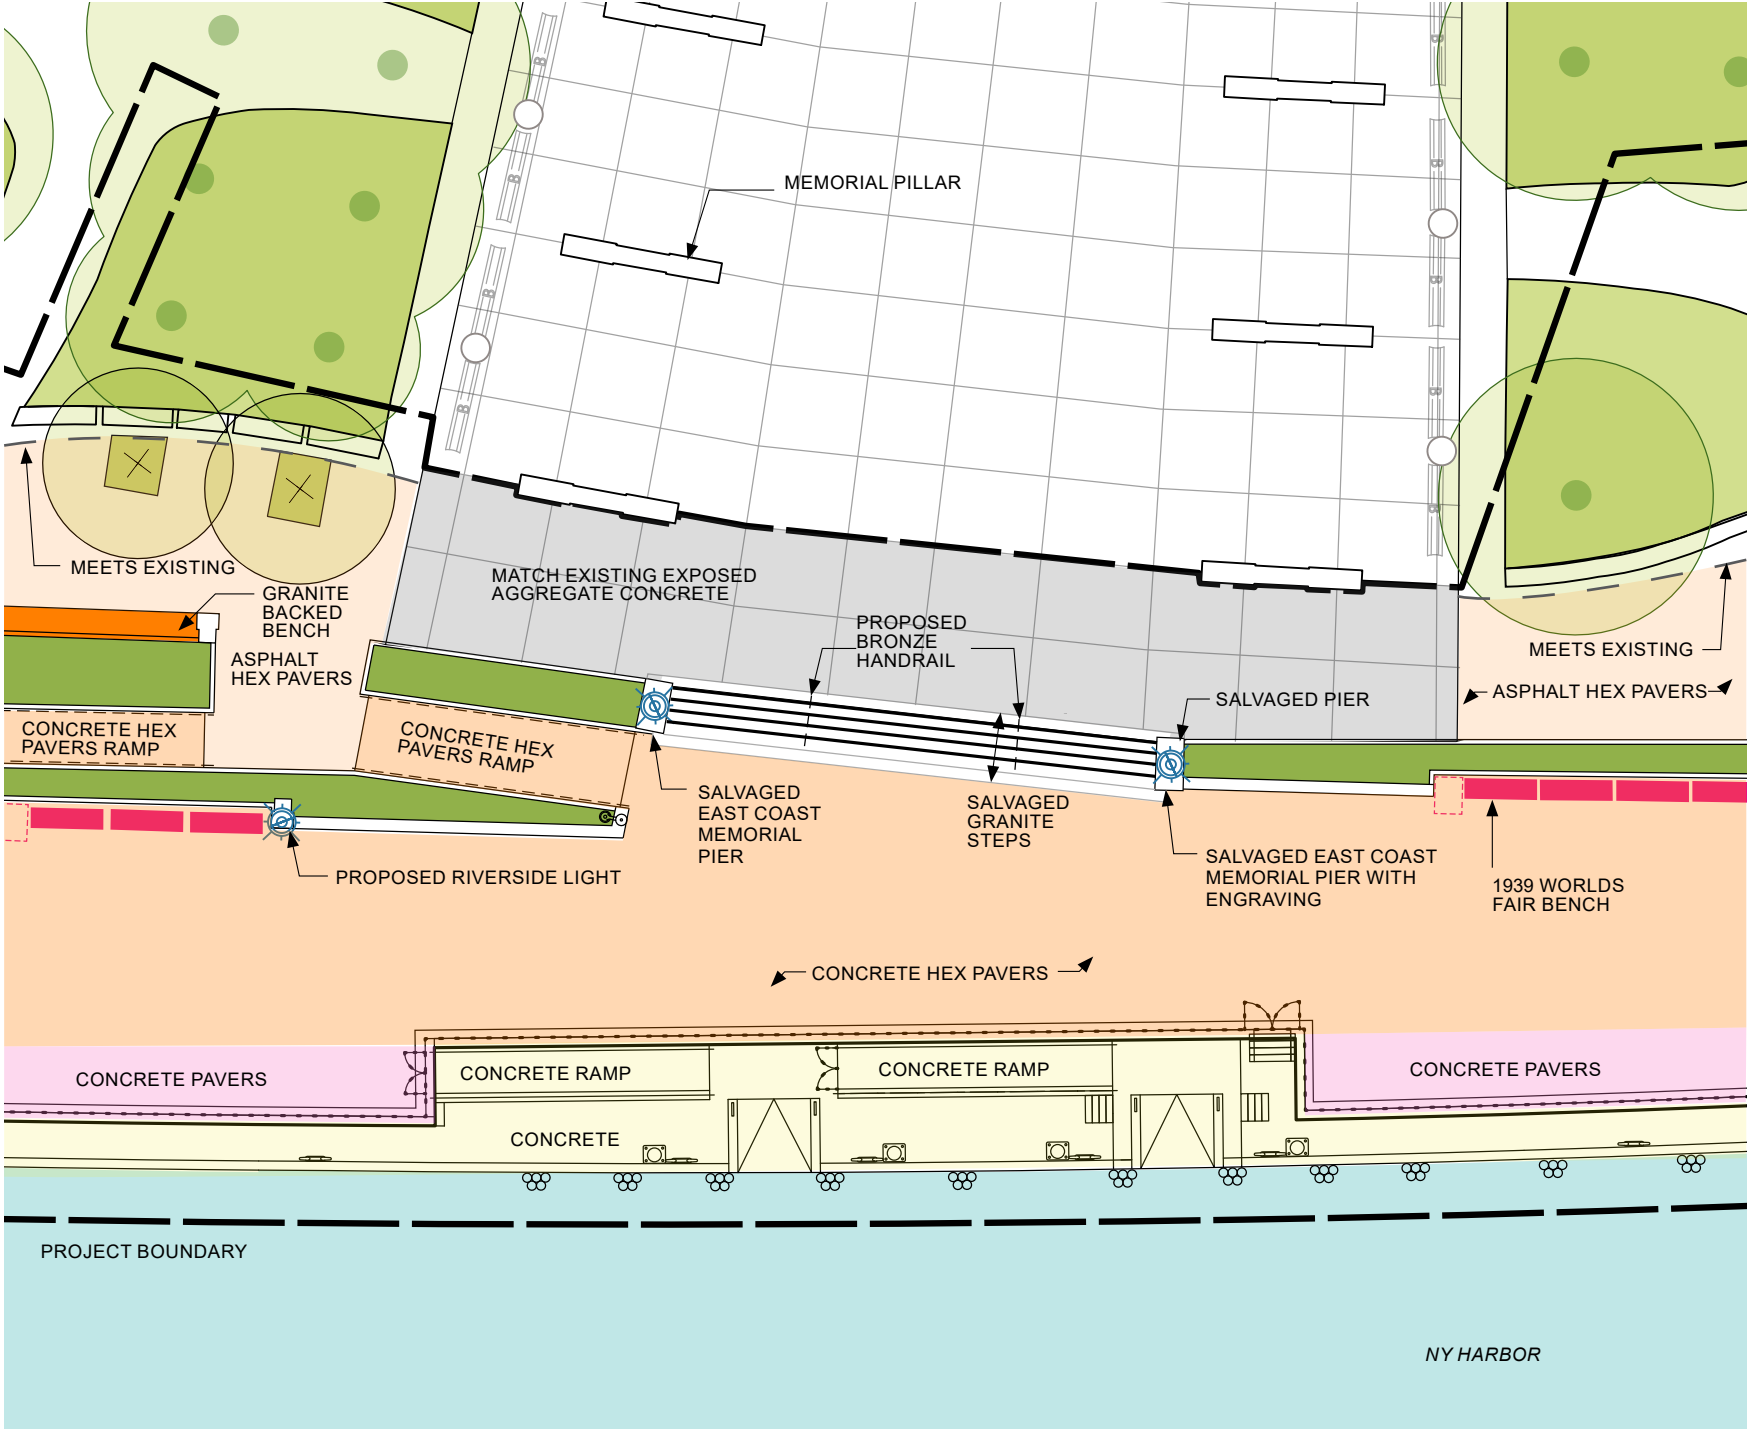 B
B
B
B
B
B
B
B
B
MEMORIAL PILLAR
MEETS EXISTING
GRANITE
BACKED
BENCH
MATCH EXISTING EXPOSED
AGGREGATE CONCRETE
PROPOSED
BRONZE
HANDRAIL
ASPHALT
HEX PAVERS
MEETS EXISTING
ASPHALT HEX PAVERS
SALVAGED PIER
CONCRETE HEX
PAVERS RAMP
CONCRETE HEX
PAVERS RAMP
SALVAGED
EAST COAST
MEMORIAL
PIER
SALVAGED
GRANITE
STEPS
SALVAGED EAST COAST
MEMORIAL PIER WITH
ENGRAVING
PROPOSED RIVERSIDE LIGHT
1939 WORLDS
FAIR BENCH
CONCRETE HEX PAVERS
CONCRETE PAVERS
CONCRETE RAMP
CONCRETE RAMP
CONCRETE PAVERS
CONCRETE
PROJECT BOUNDARY
NY HARBOR